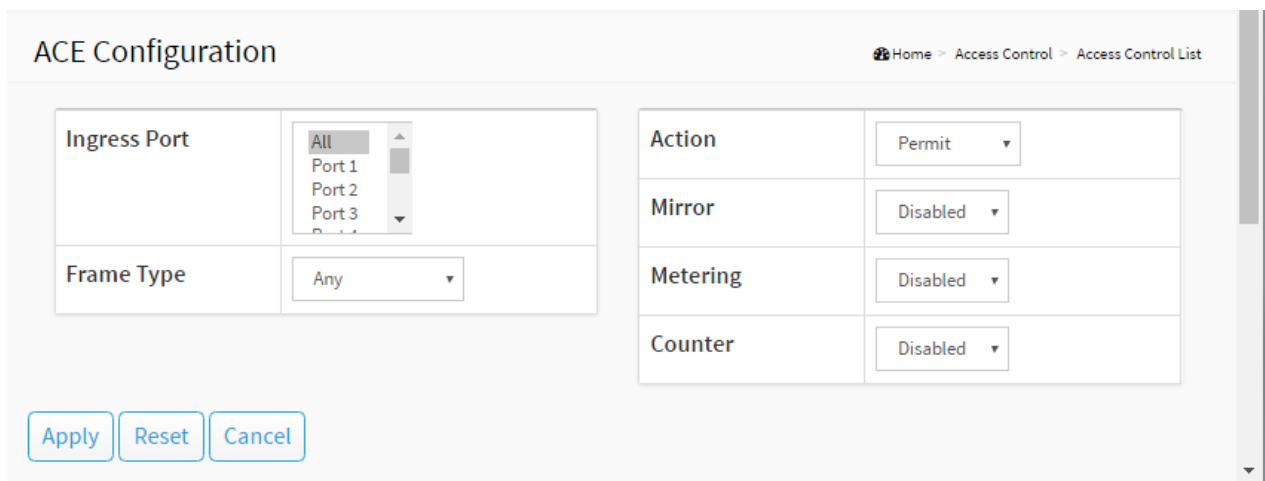 ACE Configuration
Home > Access Control > Access Control List
Ingress Port
All
Port 1
Port 2
Port 3
Frame Type
Any
Action
Permit
Mirror
Disabled
Metering
Disabled
Counter
Disabled
Apply
Reset
Cancel